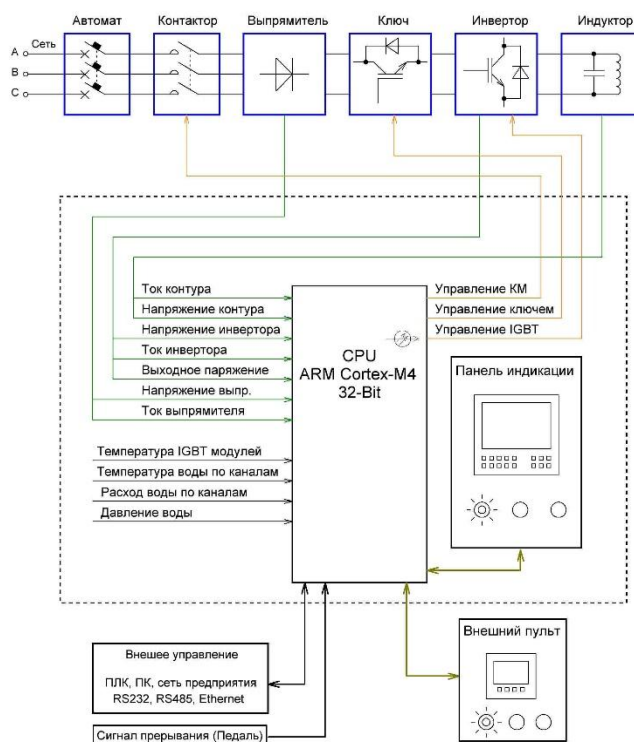 Автомат
Контактор
Выпрямитель
Ключ
Инвертор
Индуктор
Сеть
A
B
C
Ток контура
Напряжение контура
Напряжение инвертора
Ток инвертора
Выходное паряжение
Напряжение выпр.
Ток выпрямителя
Температура IGBT модулей
Температура воды по каналам
Расход воды по каналам
Давление воды
CPU
ARM Cortex-M4
32-Bit
Управление КМ
Управление ключем
Управление IGBT
Панель индикации
Внешее управление
ПЛК, ПК, сеть предприятия
RS232, RS485, Ethernet
Сигнал прерывания (Педаль)
Внешний пульт